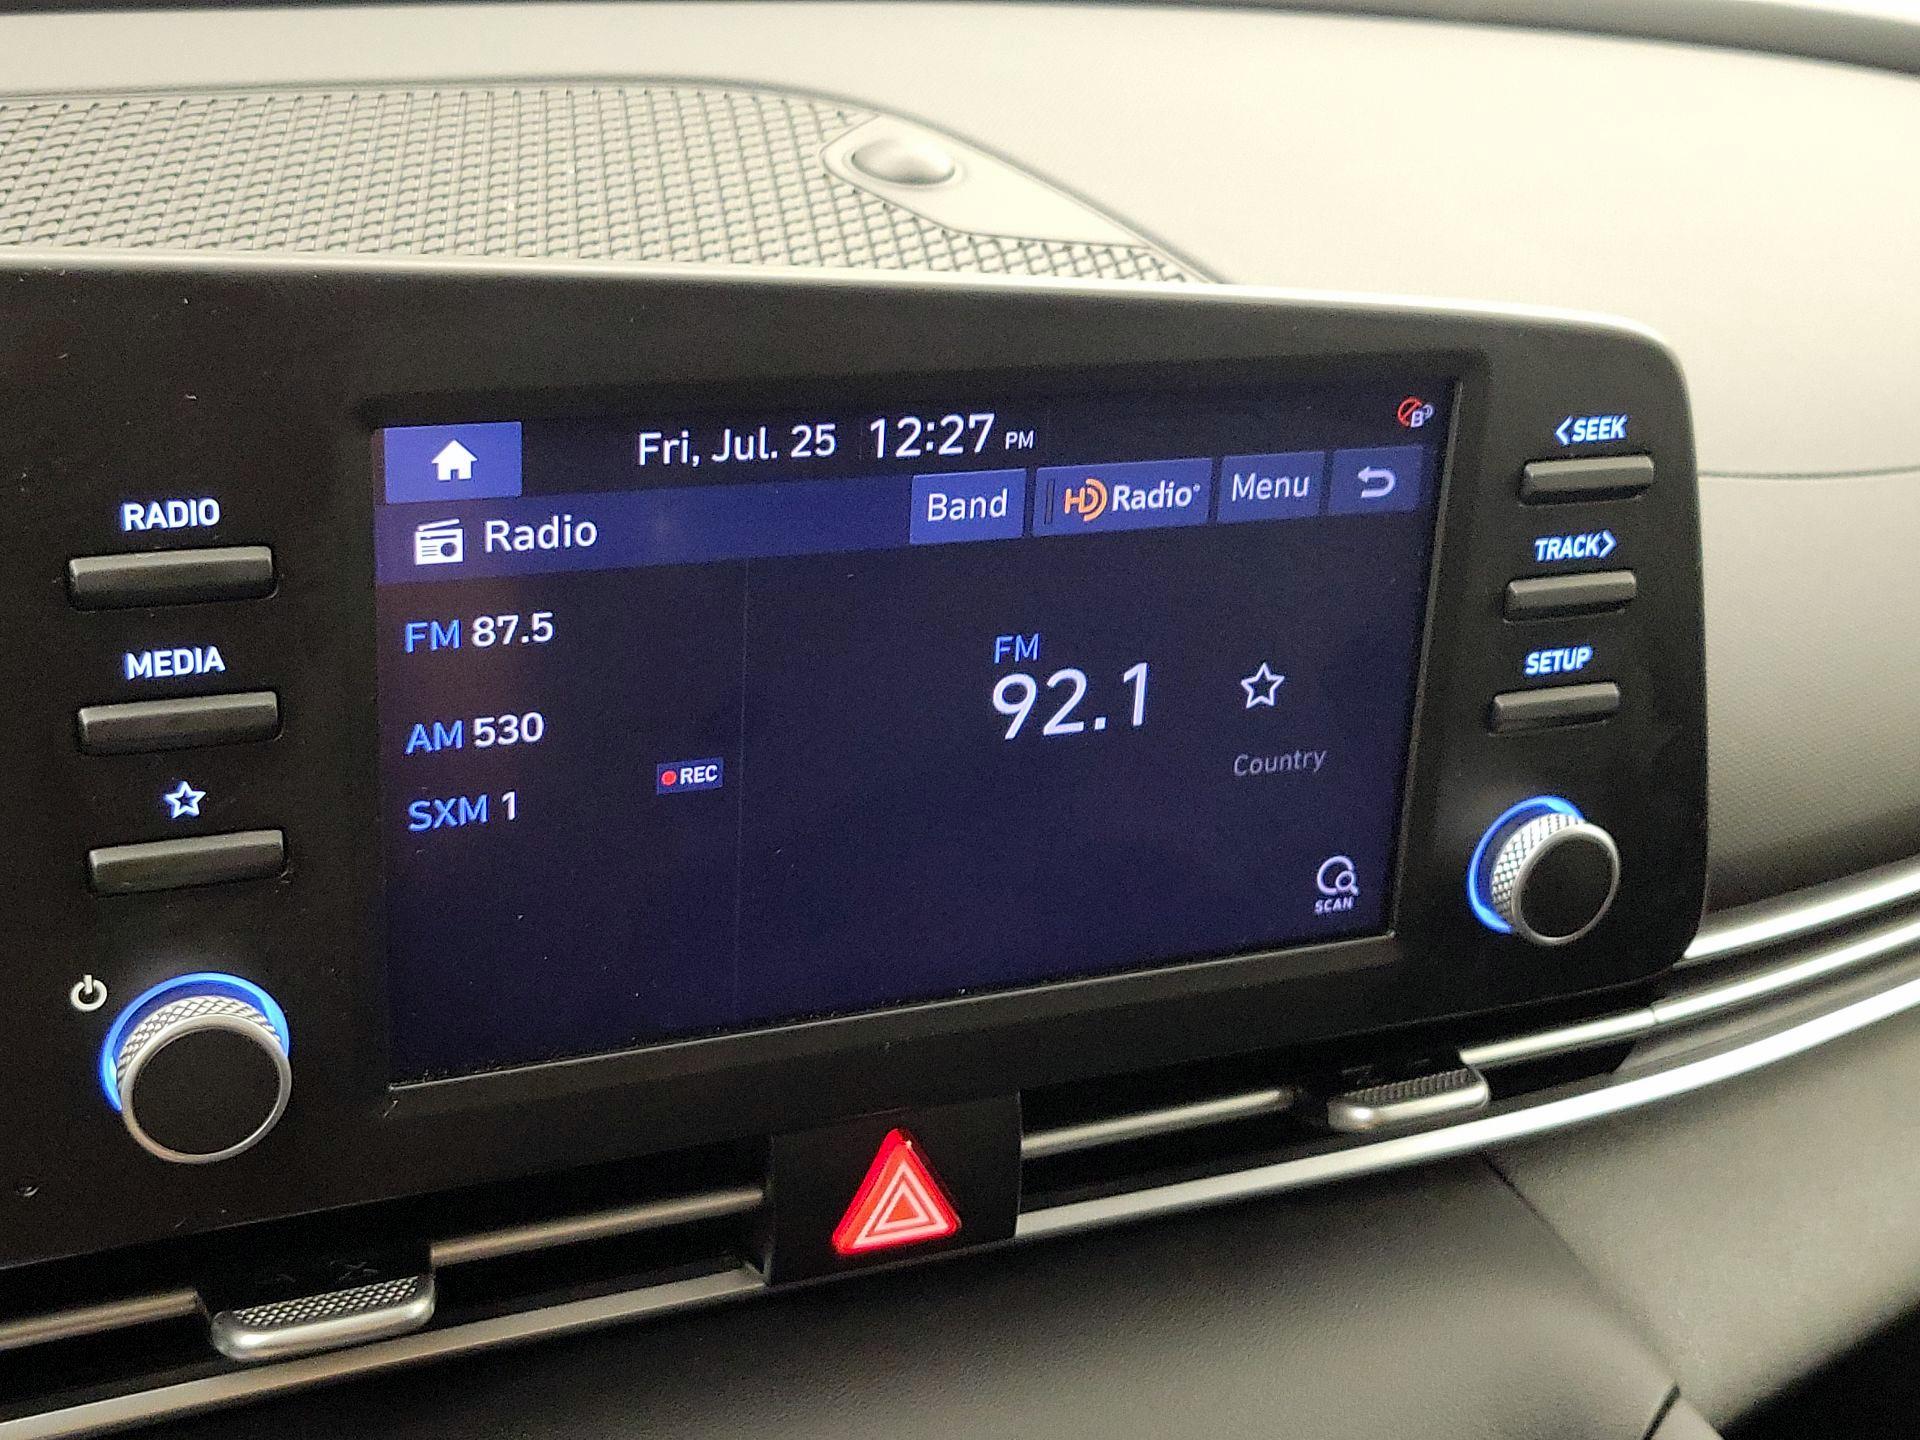 Fri, Jul. 25 12:27 PM
B
Radio
Band
HD Radio
Menu
FM 87.5
AM 530
REC
SXM 1
FM
92.1
Country
SCAN
RADIO
MEDIA
<SEEK
TRACK>
SETUP